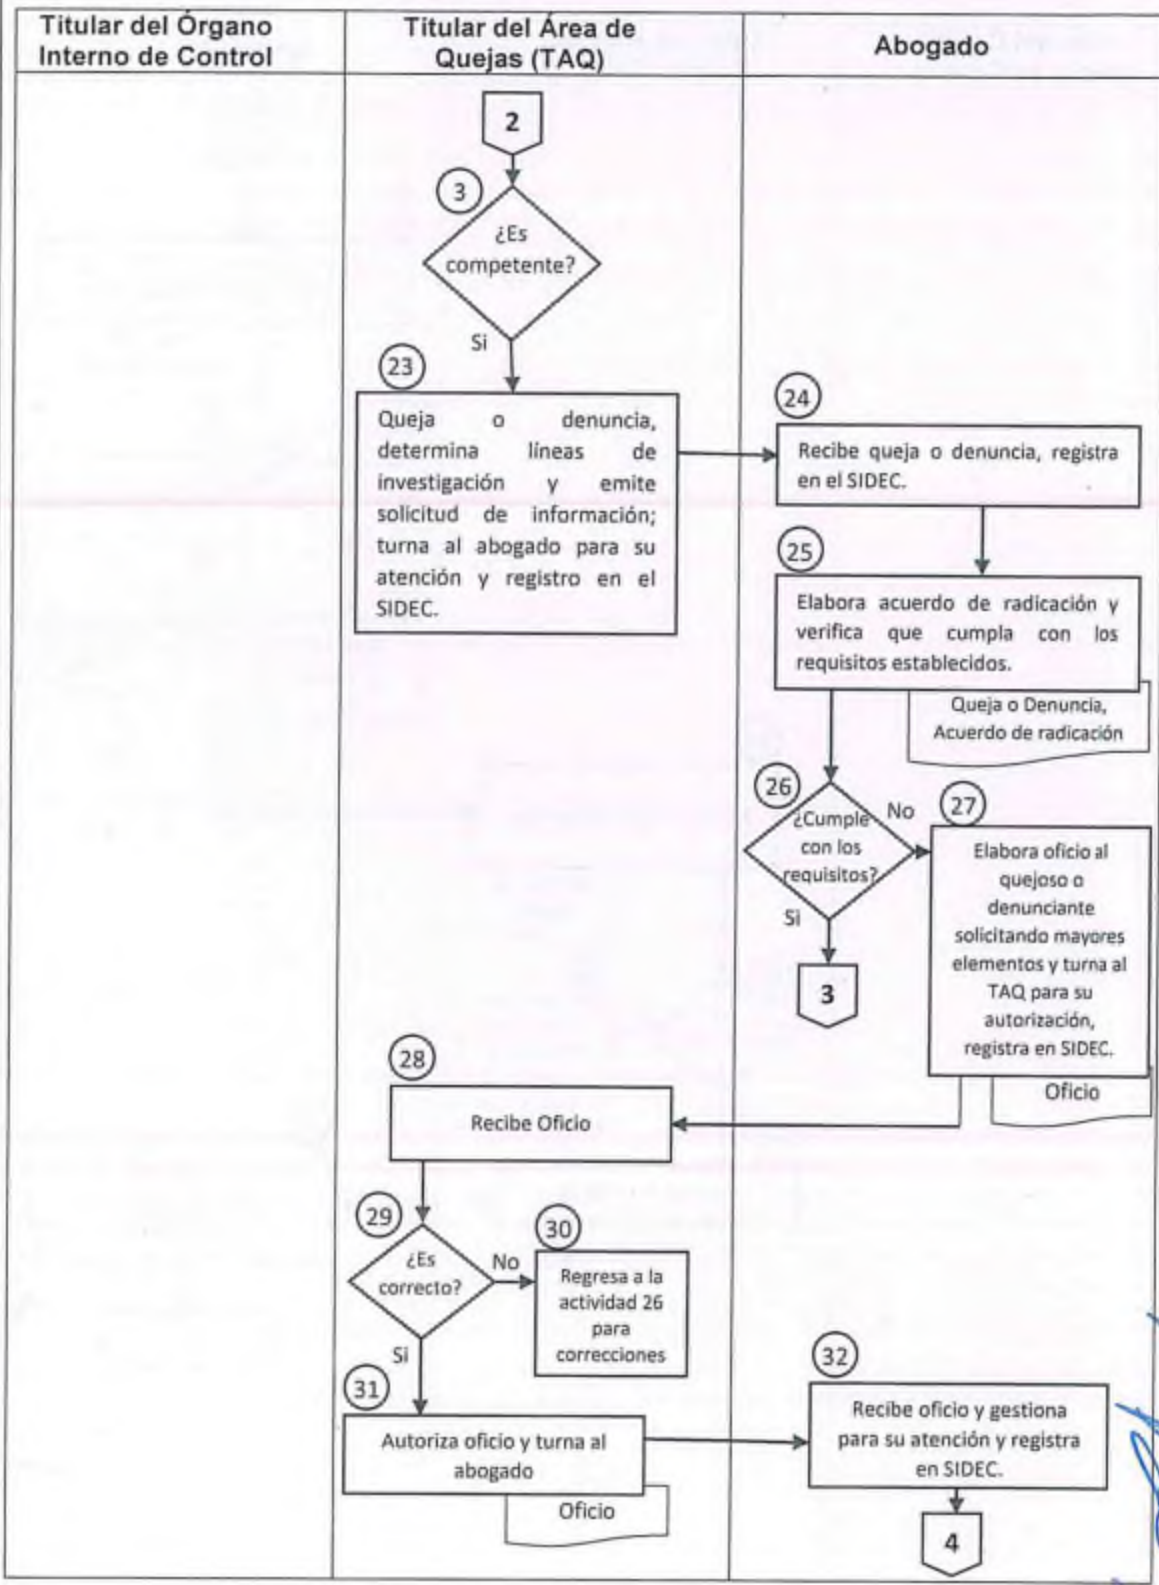 Titular del Órgano
Interno de Control
Titular del Área de
Quejas (TAQ)
Abogado
2
3
¿Es
competente?
Si
23
Queja o denuncia,
determina líneas de
investigación y emite
solicitud de información;
turna al abogado para su
atención y registro en el
SIDEC.
24
Recibe queja o denuncia, registra
en el SIDEC.
25
Elabora acuerdo de radicación y
verifica que cumpla con los
requisitos establecidos.
Queja o Denuncia,
Acuerdo de radicación
26
¿Cumple
con los
requisitos?
No
Si
3
27
Elabora oficio al
quejoso o
denunciante
solicitando mayores
elementos y turna al
TAQ para su
autorización,
registra en SIDEC.
Oficio
28
Recibe Oficio
29
¿Es
correcto?
No
Si
30
Regresa a la
actividad 26
para
correcciones
31
Autoriza oficio y turna al
abogado
Oficio
32
Recibe oficio y gestiona
para su atención y registra
en SIDEC.
4